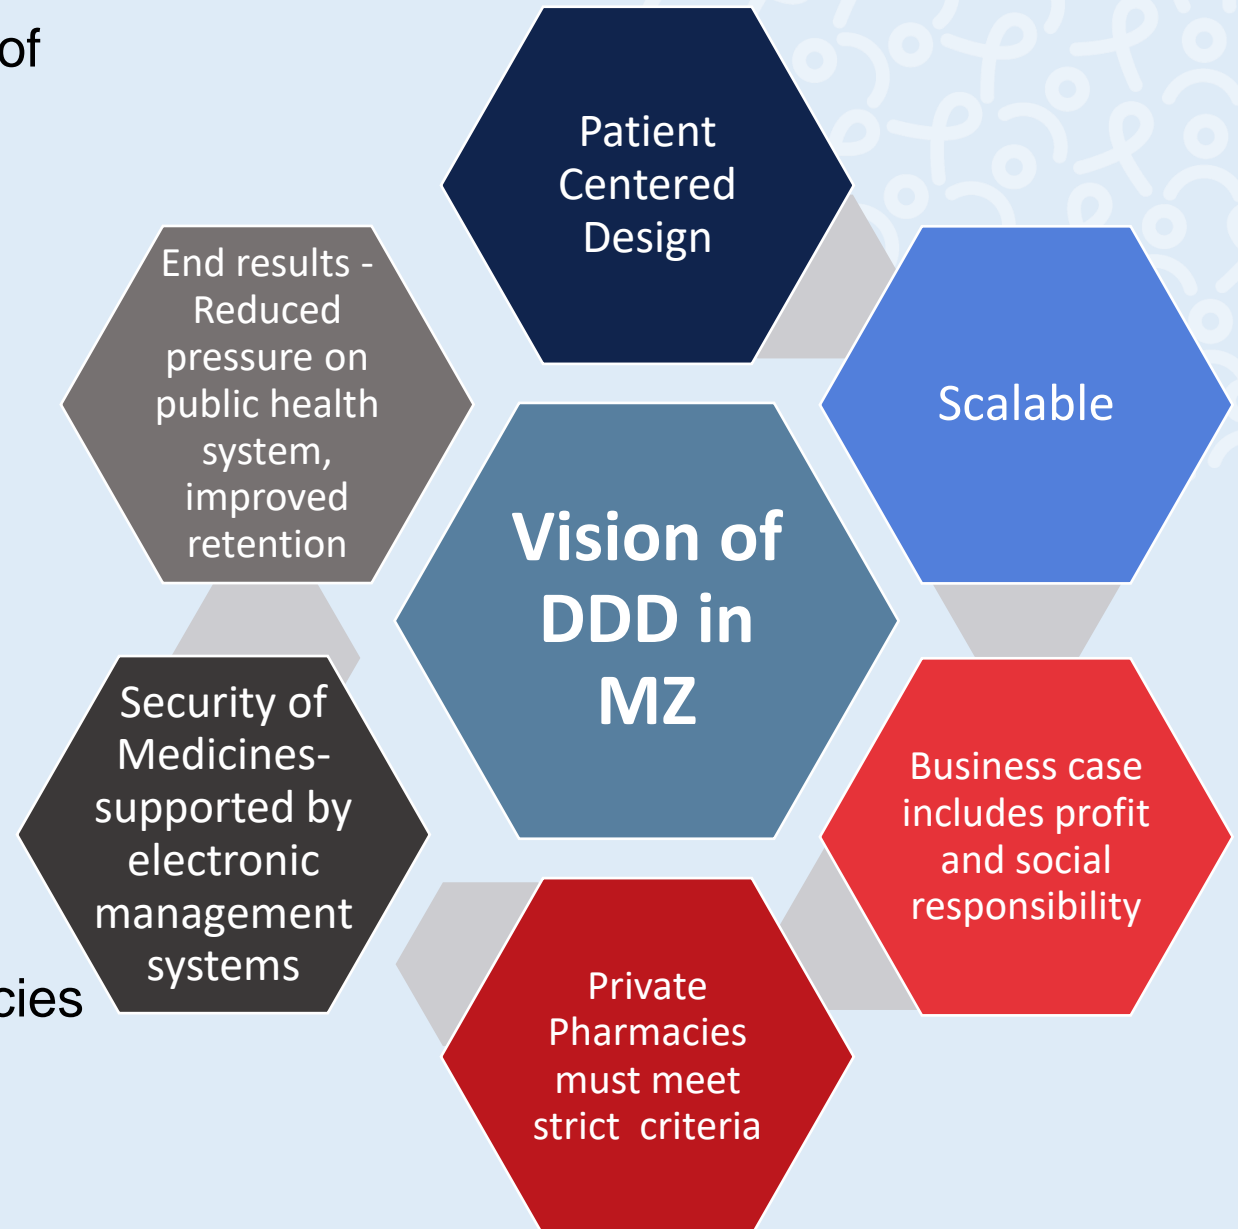 of
Patient
Centered
Design
Scalable
Business case
includes profit
and social
responsibility
Private
Pharmacies
must meet
strict  criteria
Security of
Medicines-
supported by
electronic
management
systems
End results -
Reduced
pressure on
public health
system,
improved
retention
Vision of
DDD in
MZ
cies